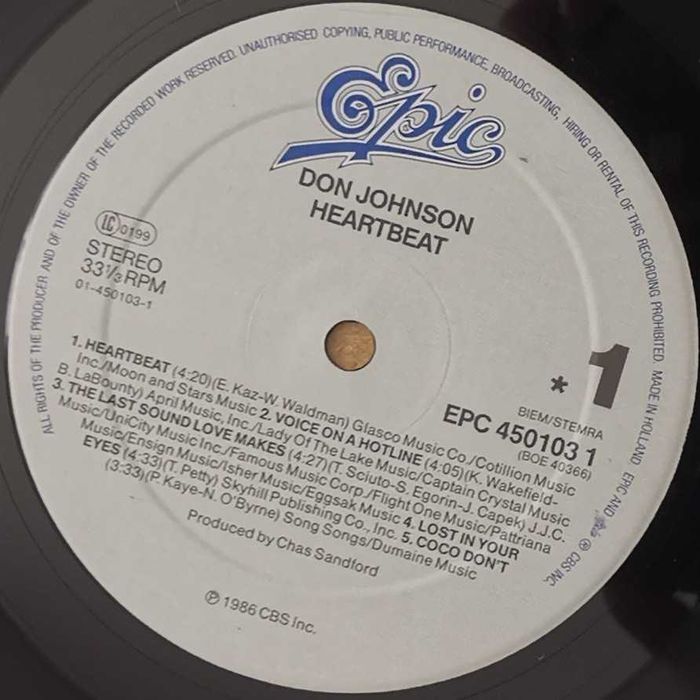 ALL RIGHTS OF THE PRODUCER AND OF THE OWNER OF THE RECORDED WORK RESERVED. UNAUTHORISED COPYING, PUBLIC PERFORMANCE, BROADCASTING, HIRING OR RENTAL OF THIS RECORDING PROHIBITED. MADE IN HOLLAND EPIC AND ® CBS INC.
Epic
DON JOHNSON
HEARTBEAT
LC 0199
STEREO
33⅓ RPM
01-450103-1
* 1
BIEM/STEMRA
EPC 450103 1
(BOE 40366)
1. HEARTBEAT (4:20)(E. Kaz-W. Waldman) Glasco Music Co./Cotillion Music
Inc./Moon and Stars Music 2. VOICE ON A HOTLINE (4:05)(K. Wakefield-
B. LaBounty) April Music, Inc./Lady Of The Lake Music/Captain Crystal Music
3. THE LAST SOUND LOVE MAKES (4:27)(T. Sciuto-S. Egorin-J. Capek) J.J.C.
Music/UniCity Music Inc./Famous Music Corp./Flight One Music/Pattriana
Music/Ensign Music/Isher Music/Eggsak Music 4. LOST IN YOUR
EYES (4:33)(T. Petty) Skyhill Publishing Co., Inc. 5. COCO DON'T
(3:33)(P. Kaye-N. O'Byrne) Song Songs/Dumaine Music
Produced by Chas Sandford
℗ 1986 CBS Inc.